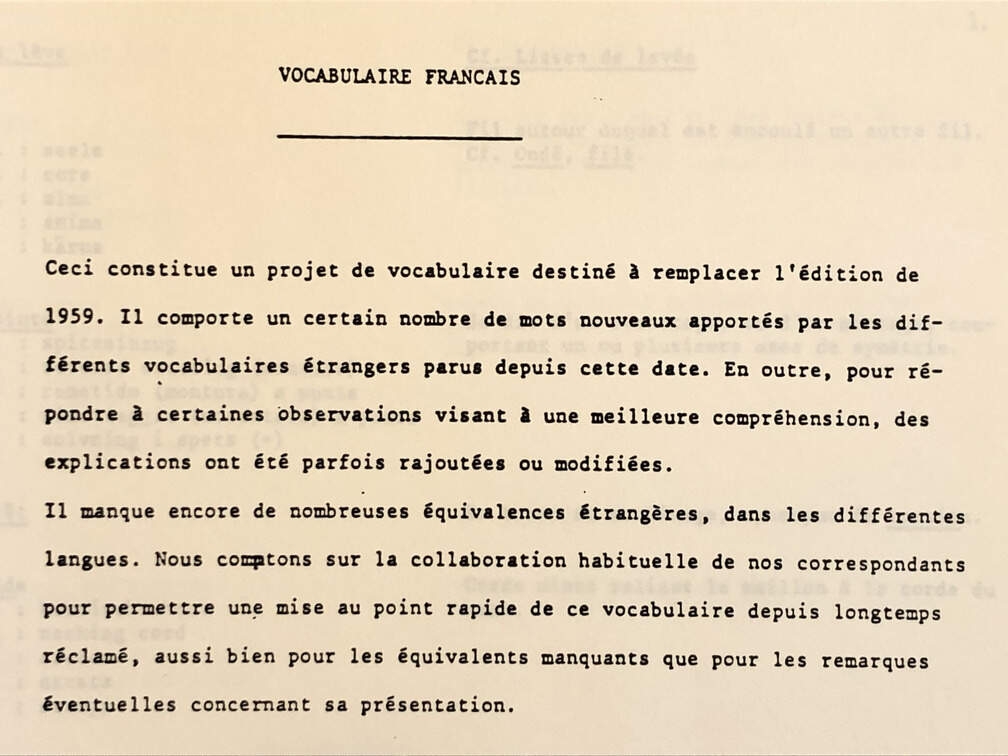 VOCABULAIRE FRANCAIS
Ceci constitue un projet de vocabulaire destiné à remplacer l'édition de
1959. Il comporte un certain nombre de mots nouveaux apportés par les dif-
férents vocabulaires étrangers parus depuis cette date. En outre, pour ré-
pondre à certaines observations visant à une meilleure compréhension, des
explications ont été parfois rajoutées ou modifiées.
Il manque encore de nombreuses équivalences étrangères, dans les différentes
langues. Nous comptons sur la collaboration habituelle de nos correspondants
pour permettre une mise au point rapide de ce vocabulaire depuis longtemps
réclamé, aussi bien pour les équivalents manquants que pour les remarques
éventuelles concernant sa présentation.